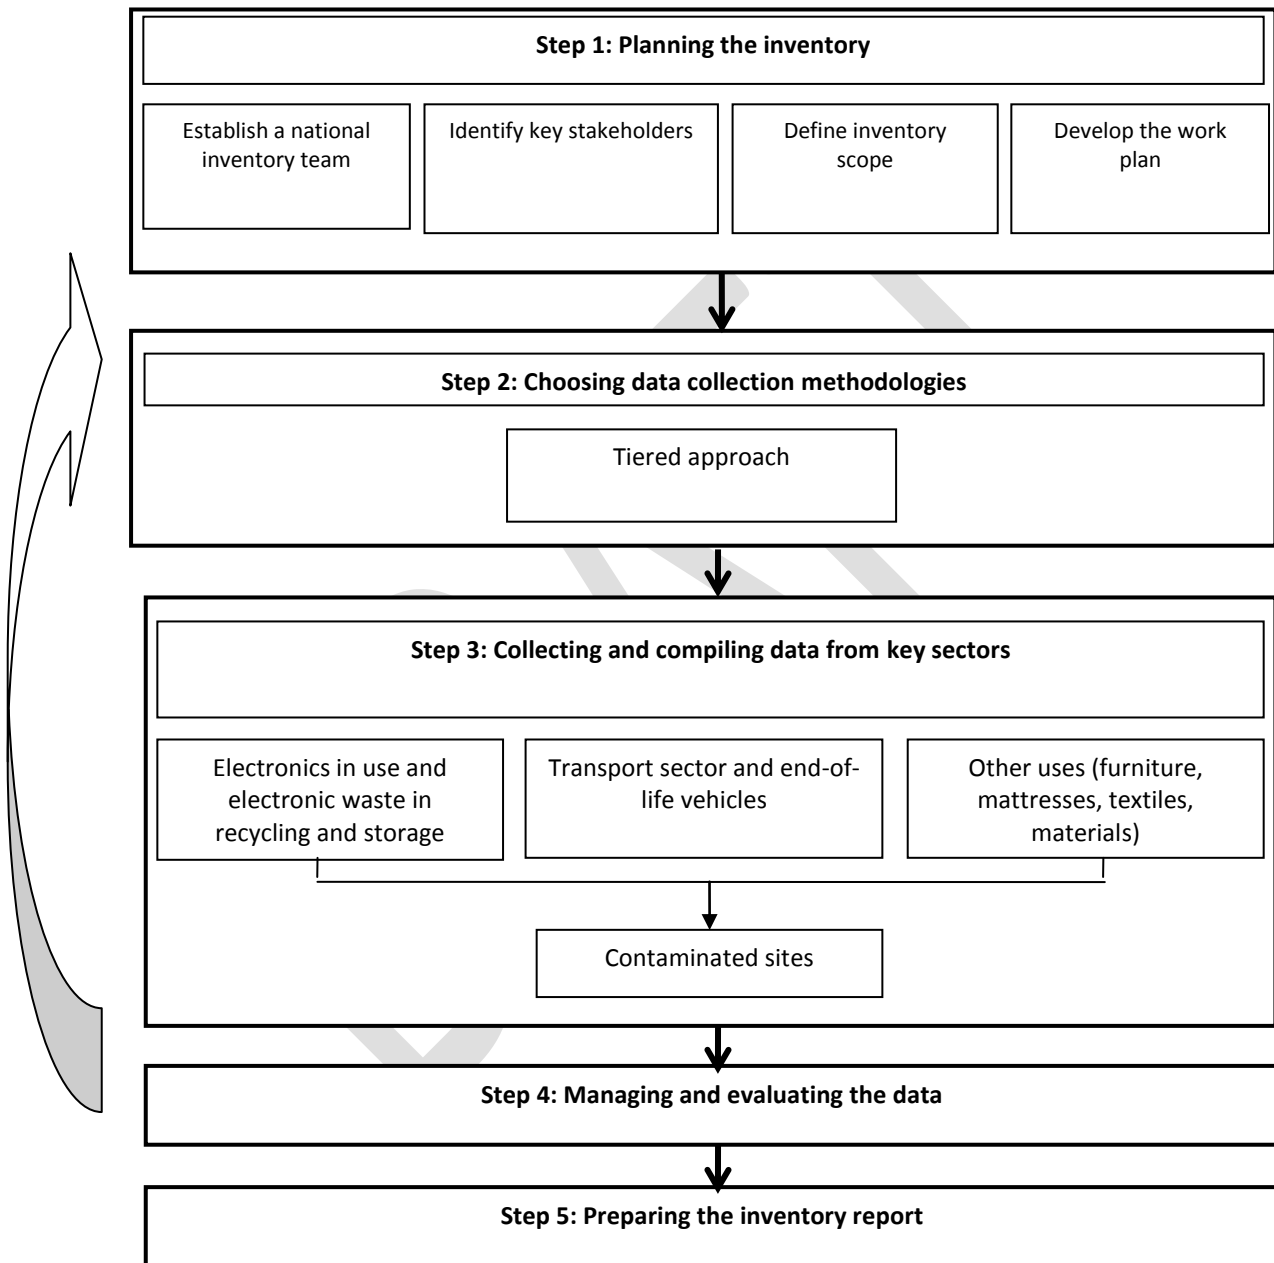 Step 1: Planning the inventory
Establish a national
inventory team
Identify key stakeholders
Define inventory
scope
Develop the work
plan
Step 2: Choosing data collection methodologies
Tiered approach
Step 3: Collecting and compiling data from key sectors
Electronics in use and
electronic waste in
recycling and storage
Transport sector and end-of-
life vehicles
Other uses (furniture,
mattresses, textiles,
materials)
Contaminated sites
Step 4: Managing and evaluating the data
Step 5: Preparing the inventory report